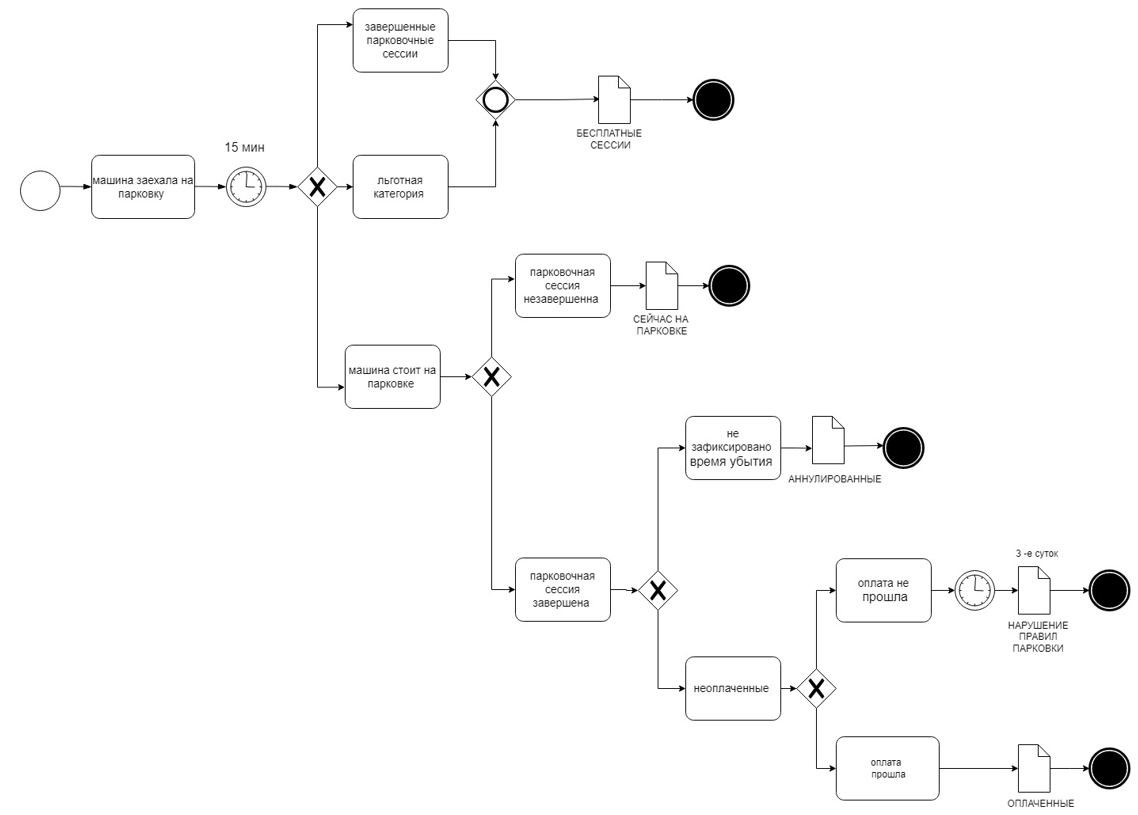 завершенные
парковочные
сессии
15 мин
БЕСПЛАТНЫЕ
СЕССИИ
машина заехала на
парковку
льготная
категория
парковочная
сессия
незавершенна
СЕЙЧАС НА
ПАРКОВКЕ
машина стоит на
парковке
не
зафиксировано
время убытия
АННУЛИРОВАННЫЕ
парковочная
сессия
завершена
3 -е суток
оплата не
прошла
НАРУШЕНИЕ
ПРАВИЛ
ПАРКОВКИ
неоплаченные
оплата
прошла
ОПЛАЧЕННЫЕ